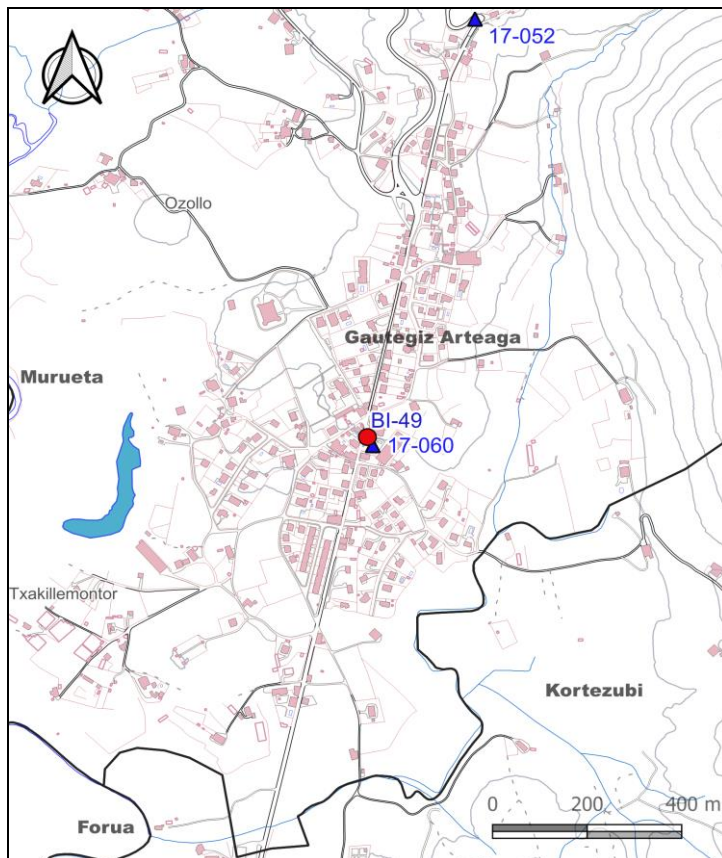 17-052
Ozollo
Gautegiz Arteaga
Murueta
BI-49
17-060
Txakillemontor
Kortezubi
Forua
0 200 400 m